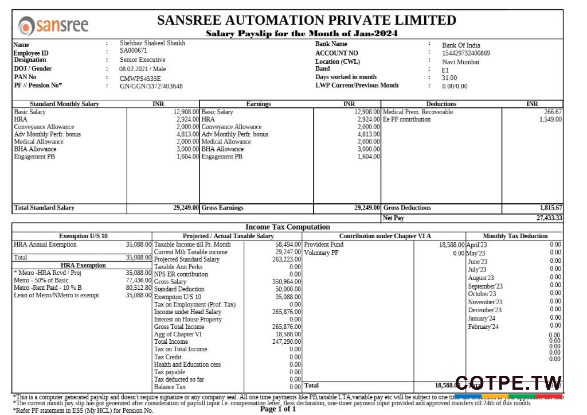 sansree
SANSREE AUTOMATION PRIVATE LIMITED
Salary Payslip for the Month of Jan-2024
Name : Shehbaz Shakeel Shaikh Bank Name : Bank Of India
Employee ID : SA000671 ACCOUNT NO : 154429732400869
Designation : Senior Executive Location (CWL) : Navi Mumbai
DOJ / Gender : 08.02.2021 / Male Band : E1
PAN No : CMWPS4535E Days worked in month : 31.00
PF // Pension No* : GN/GGN/3372/403648 LWP Current/Previous Month : 0.00/0.00
Standard Monthly Salary INR Earnings INR Deductions INR
Basic Salary 12,908.00 Basic Salary 12,908.00 Medical Prem. Recoverable 266.67
HRA 2,924.00 HRA 2,924.00 Ee PF contribution 1,549.00
Conveyance Allowance 2,000.00 Conveyance Allowance 2,000.00
Adv Monthly Perfr. bonus 4,813.00 Adv Monthly Perfr. bonus 4,813.00
Medical Allowance 2,000.00 Medical Allowance 2,000.00
BHA Allowance 3,000.00 BHA Allowance 3,000.00
Engagement PB 1,604.00 Engagement PB 1,604.00
Total Standard Salary 29,249.00 Gross Earnings 29,249.00 Gross Deductions 1,815.67
Net Pay 27,433.33
Income Tax Computation
Exemption U/S 10 Projected / Actual Taxable Salary Contribution under Chapter VI A Monthly Tax Deduction
HRA Annual Exemption 35,088.00 Taxable Income till Pr. Month 58,494.00 Provident Fund 18,588.00 April'23 0.00
Current Mth Taxable income 29,247.00 Voluntary PF 0.00 May'23 0.00
Total 35,088.00 Projected Standard Salary 263,223.00 June'23 0.00
HRA Exemption Taxable Ann Perks 0.00 July'23 0.00
* Metro -HRA Rcvd / Proj 35,088.00 NPS ER contribution 0.00 August'23 0.00
Metro - 50% of Basic 77,436.00 Gross Salary 350,964.00 September'23 0.00
Metro -Rent Paid - 10 % B 80,512.80 Standard Deduction 50,000.00 October'23 0.00
Least of Metro/NMetro is exempt 35,088.00 Exemption U/S 10 35,088.00 November'23 0.00
Tax on Employment (Prof. Tax) 0.00 December'23 0.00
Income under Head Salary 265,876.00 January'24 0.00
Interest on House Property 0.00 February'24 0.00
Gross Total Income 265,876.00
Agg of Chapter VI 18,588.00 0.00
Total Income 247,290.00 0.00
Tax on Total Income 0.00 0.00
Tax Credit 0.00 0.00
Health and Education cess 0.00 0.00
Tax payable 0.00
Tax deducted so far 0.00
Balance Tax 0.00 Total 18,588.00 0.00
COTPE.TW
*This is a computer generated payslip and doesn't require signature or any company seal. All one time payments like PB,taxable LTA,variable pay etc will be subject to one
*The current month pay slip has got generated after consideration of payroll input i.e compensation letter, flexi declaration, one-timer payment input provided and approved transfers till 24th of this month.
*Refer PF statement in ESS (My HCL) for Pension No.
Page 1 of 1